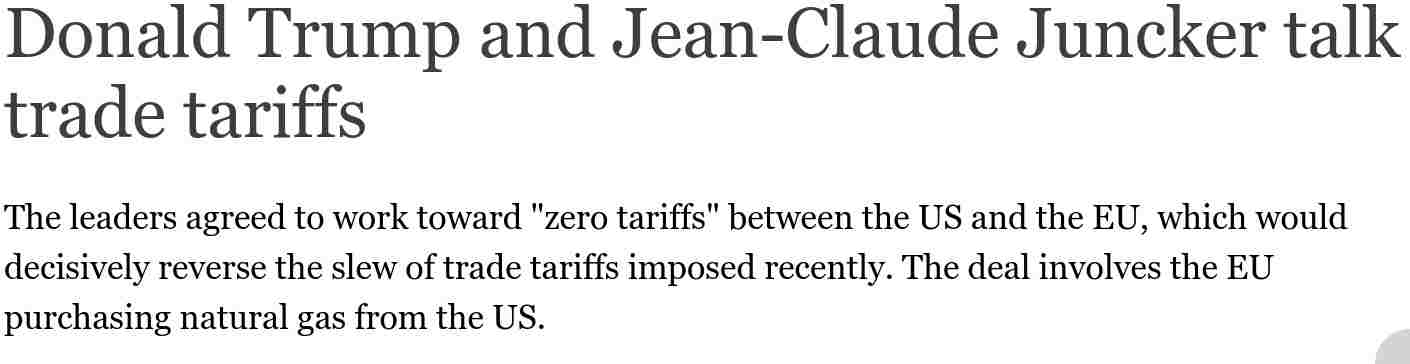 Donald Trump and Jean-Claude Juncker talk
trade tariffs
The leaders agreed to work toward "zero tariffs" between the US and the EU, which would
decisively reverse the slew of trade tariffs imposed recently. The deal involves the EU
purchasing natural gas from the US.